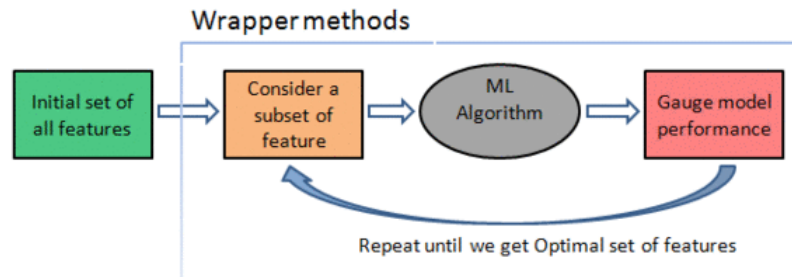 Wrapper methods
Initial set of
all features
Consider a
subset of
feature
ML
Algorithm
Gauge model
performance
Repeat until we get Optimal set of features